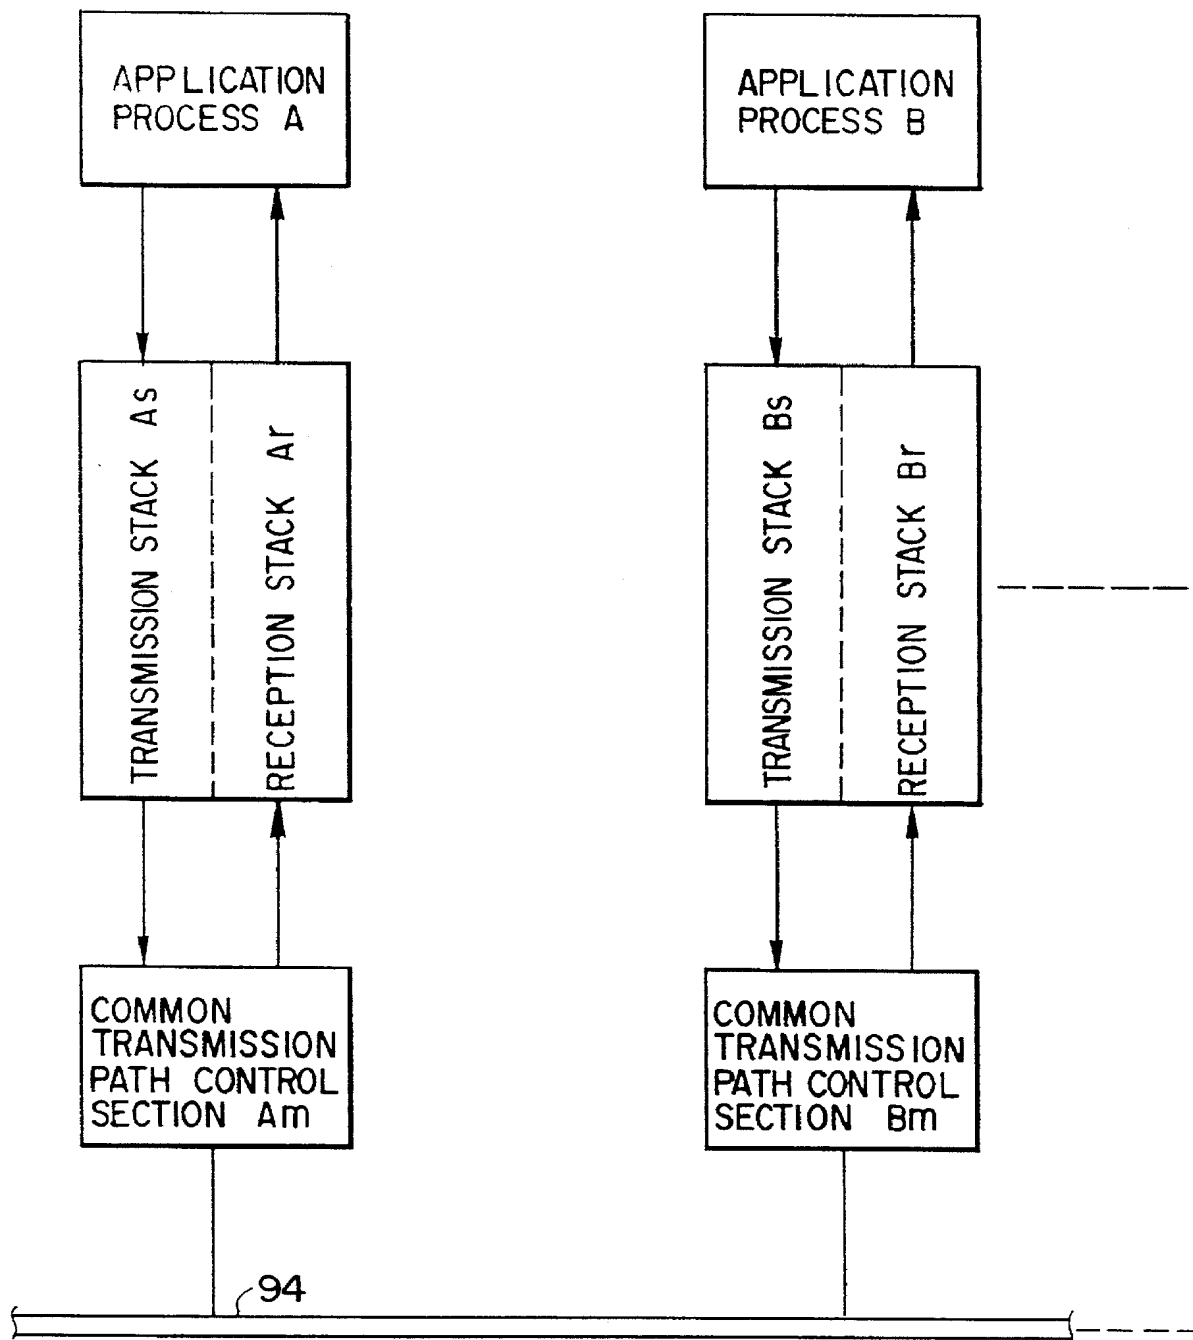 APPLICATION
PROCESS A
APPLICATION
PROCESS B
TRANSMISSION STACK As
RECEPTION STACK Ar
TRANSMISSION STACK Bs
RECEPTION STACK Br
COMMON
TRANSMISSION
PATH CONTROL
SECTION Am
COMMON
TRANSMISSION
PATH CONTROL
SECTION Bm
94